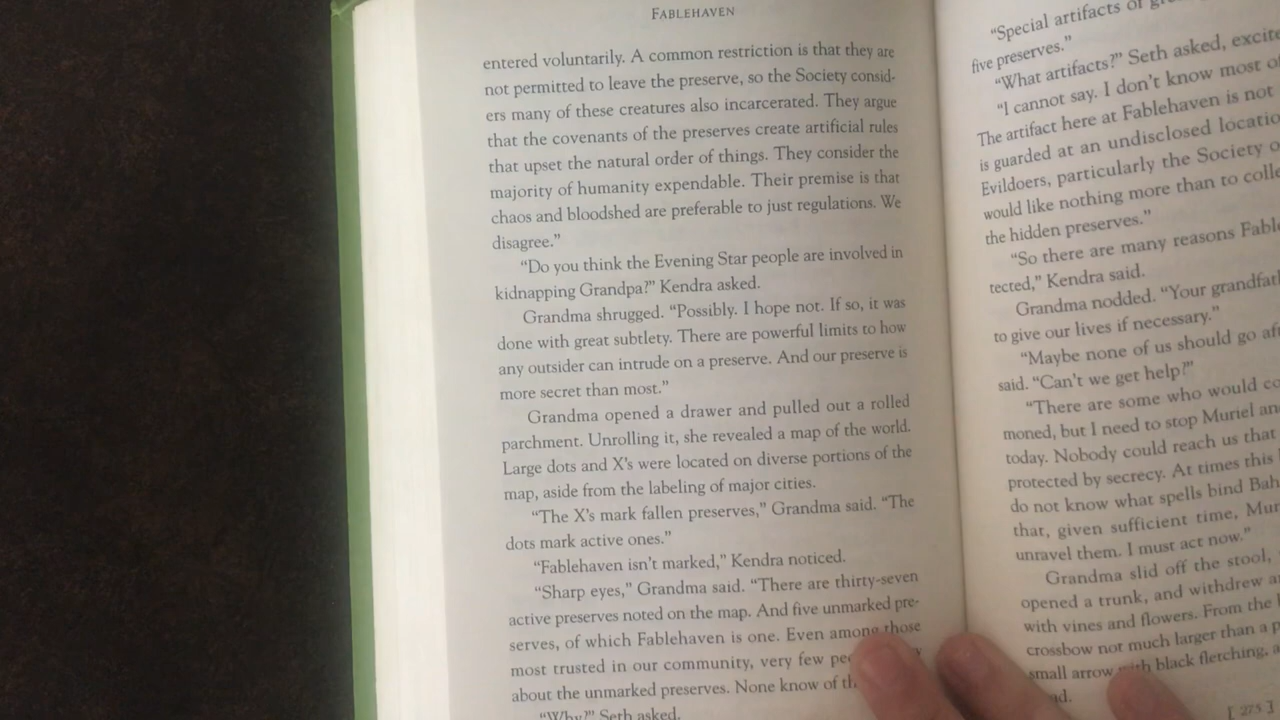 FABLEHAVEN
entered voluntarily. A common restriction is that they are
not permitted to leave the preserve, so the Society consid-
ers many of these creatures also incarcerated. They argue
that the covenants of the preserves create artificial rules
that upset the natural order of things. They consider the
majority of humanity expendable. Their premise is that
chaos and bloodshed are preferable to just regulations. We
disagree.”
“Do you think the Evening Star people are involved in
kidnapping Grandpa?” Kendra asked.
Grandma shrugged. “Possibly. I hope not. If so, it was
done with great subtlety. There are powerful limits to how
any outsider can intrude on a preserve. And our preserve is
more secret than most.”
Grandma opened a drawer and pulled out a rolled
parchment. Unrolling it, she revealed a map of the world.
Large dots and X’s were located on diverse portions of the
map, aside from the labeling of major cities.
“The X’s mark fallen preserves,” Grandma said. “The
dots mark active ones.”
“Fablehaven isn’t marked,” Kendra noticed.
“Sharp eyes,” Grandma said. “There are thirty-seven
active preserves noted on the map. And five unmarked pre-
serves, of which Fablehaven is one. Even among those
most trusted in our community, very few
about the unmarked preserves. None know of
“Why?” Seth asked.
“Special artifacts of
five preserves.”
“What artifacts?” Seth asked,
“I cannot say. I don’t know most
The artifact here at Fablehaven is not
is guarded at an undisclosed
Evildoers, particularly the Society
would like nothing more than to
the hidden preserves.”
“So there are many reasons
tected,” Kendra said.
Grandma nodded. “Your
to give our lives if necessary.”
“Maybe none of us should go
said. “Can’t we get help?”
“There are some who would
moned, but I need to stop Muriel
today. Nobody could reach us that
protected by secrecy. At times this
do not know what spells bind
that, given sufficient time,
unravel them. I must act now.”
Grandma slid off the stool,
opened a trunk, and withdrew
with vines and flowers. From the
crossbow not much larger than a
small arrow with black fletching,
[ 275 ]